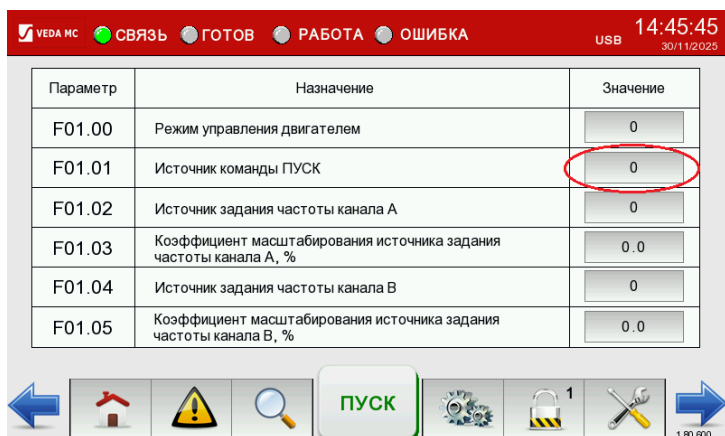 VEDA MC СВЯЗЬ ГОТОВ РАБОТА ОШИБКА USB 14:45:45
30/11/2025
Параметр Назначение Значение
F01.00 Режим управления двигателем 0
F01.01 Источник команды ПУСК 0
F01.02 Источник задания частоты канала A 0
F01.03 Коэффициент масштабирования источника задания
частоты канала A, % 0.0
F01.04 Источник задания частоты канала B 0
F01.05 Коэффициент масштабирования источника задания
частоты канала B, % 0.0
ПУСК 1